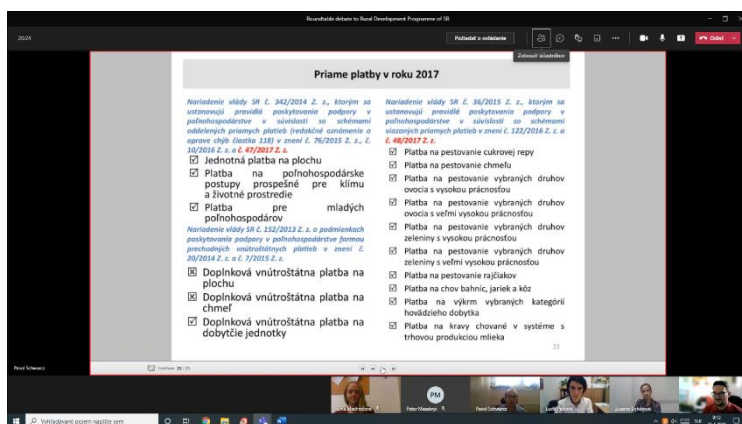 Roundtable debate to Rural Development Programme of SR
20:24
Požiadať o ovládanie
Odísť
Zobraziť účastníkov
Priame platby v roku 2017
Nariadenie vlády SR č. 342/2014 Z. z., ktorým sa
ustanovujú pravidlá poskytovania podpory v
poľnohospodárstve v súvislosti so schémami
oddelených priamych platieb (redakčné oznámenie o
oprave chýb čiastka 118) v znení č. 76/2015 Z. z., č.
10/2016 Z. z. a č. 47/2017 Z. z.
Jednotná platba na plochu
Platba na poľnohospodárske
postupy prospešné pre klímu
a životné prostredie
Platba pre mladých
poľnohospodárov
Nariadenie vlády SR č. 152/2013 Z. z. o podmienkach
poskytovania podpory v poľnohospodárstve formou
prechodných vnútroštátnych platieb v znení č.
20/2014 Z. z. a č. 7/2015 Z. z.
Doplnková vnútroštátna platba na
plochu
Doplnková vnútroštátna platba na
chmeľ
Doplnková vnútroštátna platba na
dobytčie jednotky
Nariadenie vlády SR č. 36/2015 Z. z., ktorým sa
ustanovujú pravidlá poskytovania podpory v
poľnohospodárstve v súvislosti so schémami
viazaných priamych platieb v znení č. 122/2016 Z. z. a
č. 48/2017 Z. z.
Platba na pestovanie cukrovej repy
Platba na pestovanie chmeľu
Platba na pestovanie vybraných druhov
ovocia s vysokou prácnosťou
Platba na pestovanie vybraných druhov
ovocia s veľmi vysokou prácnosťou
Platba na pestovanie vybraných druhov
zeleniny s vysokou prácnosťou
Platba na pestovanie vybraných druhov
zeleniny s veľmi vysokou prácnosťou
Platba na pestovanie rajčiakov
Platba na chov bahníc, jariek a kôz
Platba na výkrm vybraných kategórií
hovädzieho dobytka
Platba na kravy chované v systéme s
trhovou produkciou mlieka
22
Pavol Schwarcz
PM
Pavol Schwarcz
Vyhľadávaný pojem napíšte sem
SLK
9:12